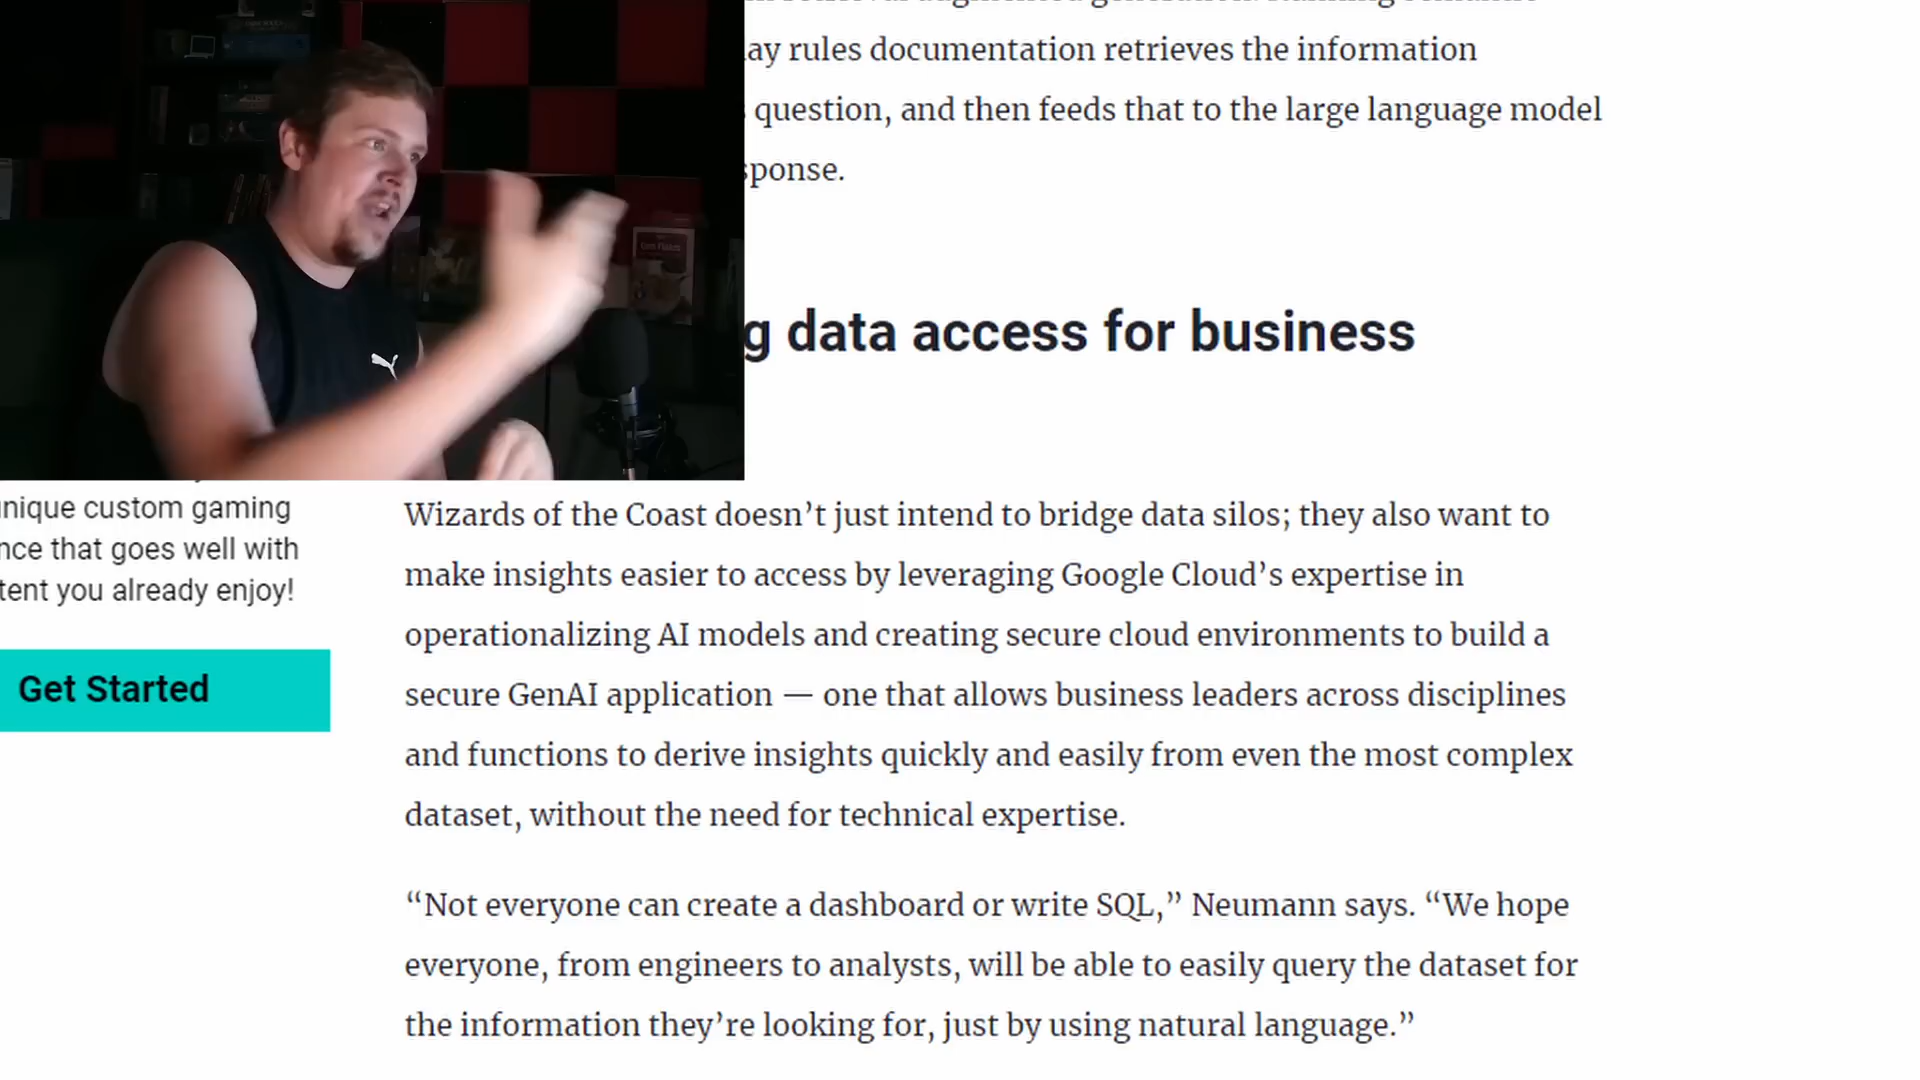 ay rules documentation retrieves the information
question, and then feeds that to the large language model
sponse.
g data access for business
unique custom gaming
nce that goes well with
tent you already enjoy!
Get Started
Wizards of the Coast doesn’t just intend to bridge data silos; they also want to
make insights easier to access by leveraging Google Cloud’s expertise in
operationalizing AI models and creating secure cloud environments to build a
secure GenAI application — one that allows business leaders across disciplines
and functions to derive insights quickly and easily from even the most complex
dataset, without the need for technical expertise.
“Not everyone can create a dashboard or write SQL,” Neumann says. “We hope
everyone, from engineers to analysts, will be able to easily query the dataset for
the information they’re looking for, just by using natural language.”